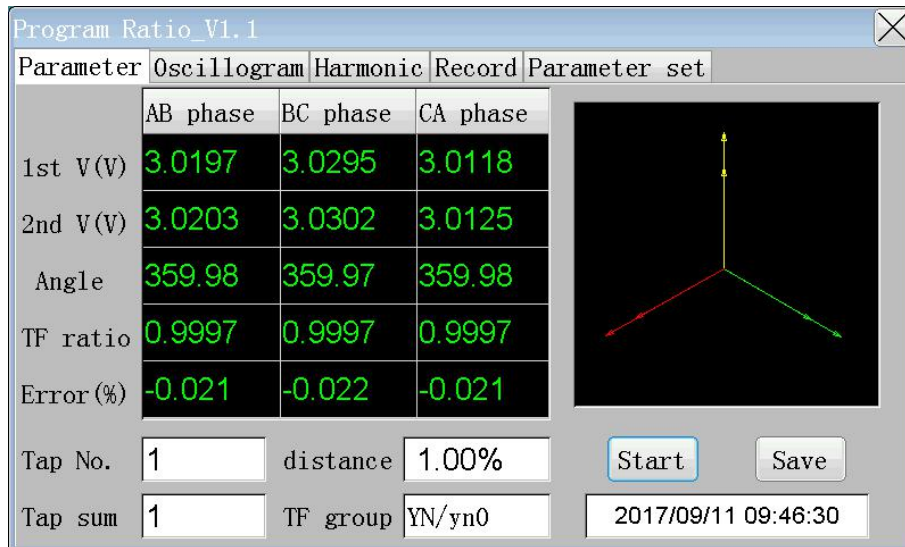 Program Ratio_V1.1
Parameter Oscillogram Harmonic Record Parameter set
AB phase BC phase CA phase
1st V(V) 3.0197 3.0295 3.0118
2nd V(V) 3.0203 3.0302 3.0125
Angle 359.98 359.97 359.98
TF ratio 0.9997 0.9997 0.9997
Error(%) -0.021 -0.022 -0.021
Tap No. 1 distance 1.00% Start Save
Tap sum 1 TF group YN/yn0 2017/09/11 09:46:30